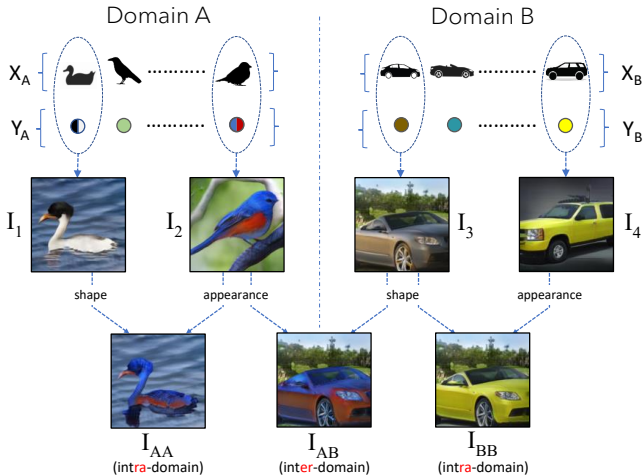 Domain A
Domain B
X_A
X_B
Y_A
Y_B
I_1
I_2
I_3
I_4
shape
appearance
shape
appearance
I_AA
I_AB
I_BB
(intra-domain)
(inter-domain)
(intra-domain)